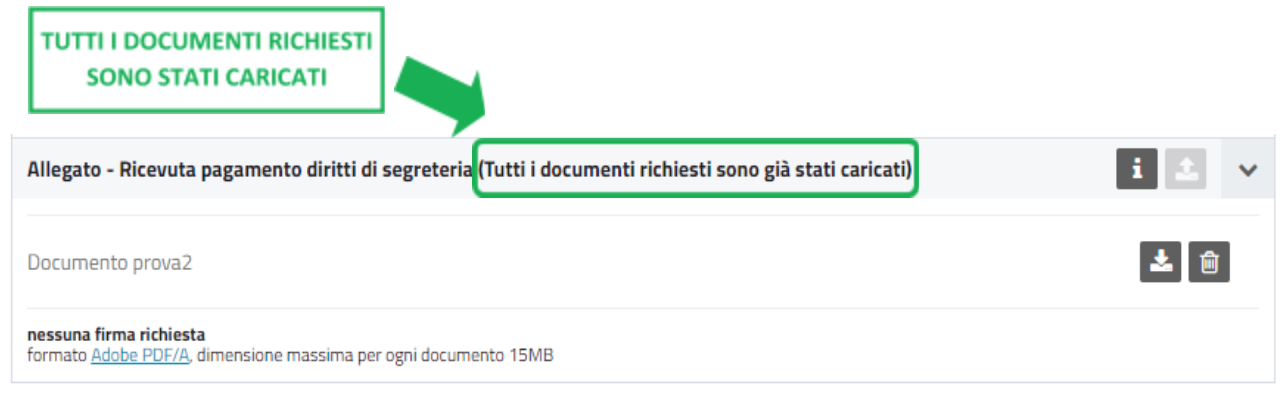 TUTTI I DOCUMENTI RICHIESTI
SONO STATI CARICATI
Allegato - Ricevuta pagamento diritti di segreteria (Tutti i documenti richiesti sono già stati caricati)
Documento prova2
nessuna firma richiesta
formato Adobe PDF/A, dimensione massima per ogni documento 15MB